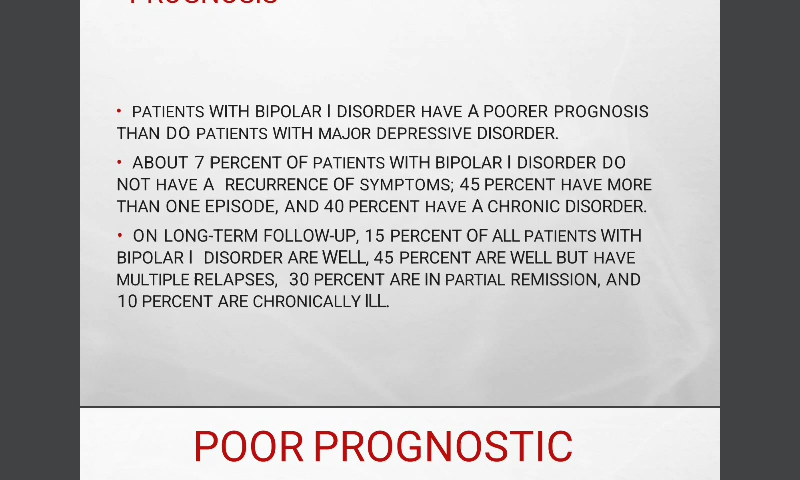 PROGNOSIS
• PATIENTS WITH BIPOLAR I DISORDER HAVE A POORER PROGNOSIS
THAN DO PATIENTS WITH MAJOR DEPRESSIVE DISORDER.
• ABOUT 7 PERCENT OF PATIENTS WITH BIPOLAR I DISORDER DO
NOT HAVE A RECURRENCE OF SYMPTOMS; 45 PERCENT HAVE MORE
THAN ONE EPISODE, AND 40 PERCENT HAVE A CHRONIC DISORDER.
• ON LONG-TERM FOLLOW-UP, 15 PERCENT OF ALL PATIENTS WITH
BIPOLAR I DISORDER ARE WELL, 45 PERCENT ARE WELL BUT HAVE
MULTIPLE RELAPSES, 30 PERCENT ARE IN PARTIAL REMISSION, AND
10 PERCENT ARE CHRONICALLY ILL.
POOR PROGNOSTIC